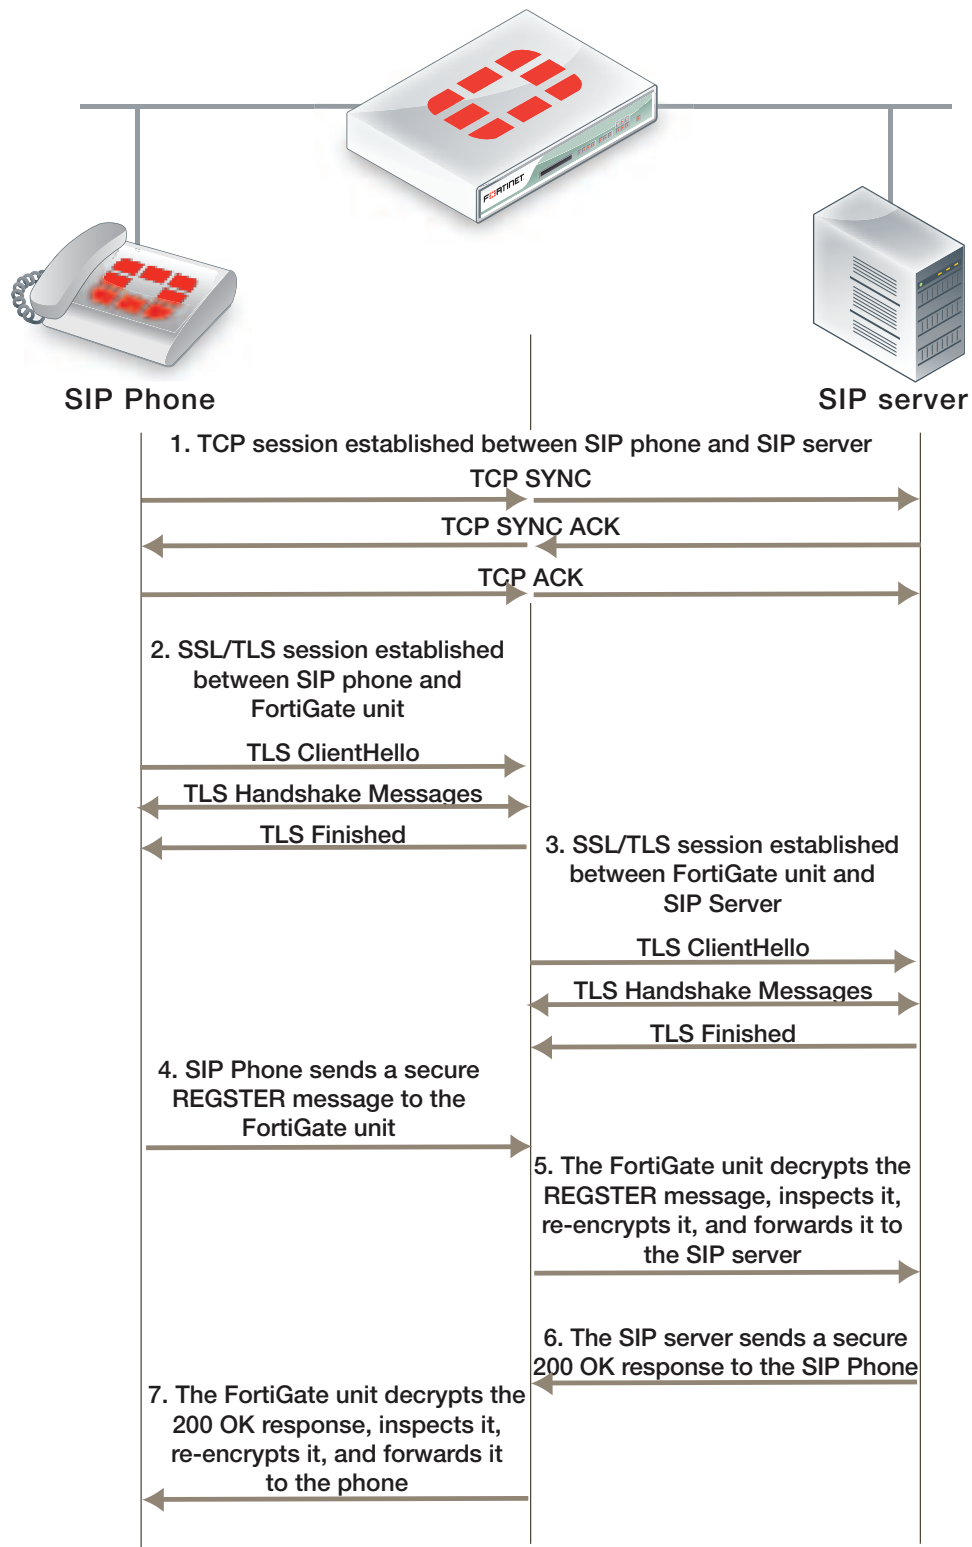 FORTINET
SIP Phone
SIP server
1. TCP session established between SIP phone and SIP server
TCP SYNC
TCP SYNC ACK
TCP ACK
2. SSL/TLS session established
between SIP phone and
FortiGate unit
TLS ClientHello
TLS Handshake Messages
TLS Finished
3. SSL/TLS session established
between FortiGate unit and
SIP Server
TLS ClientHello
TLS Handshake Messages
TLS Finished
4. SIP Phone sends a secure
REGSTER message to the
FortiGate unit
5. The FortiGate unit decrypts the
REGSTER message, inspects it,
re-encrypts it, and forwards it to
the SIP server
6. The SIP server sends a secure
200 OK response to the SIP Phone
7. The FortiGate unit decrypts the
200 OK response, inspects it,
re-encrypts it, and forwards it
to the phone